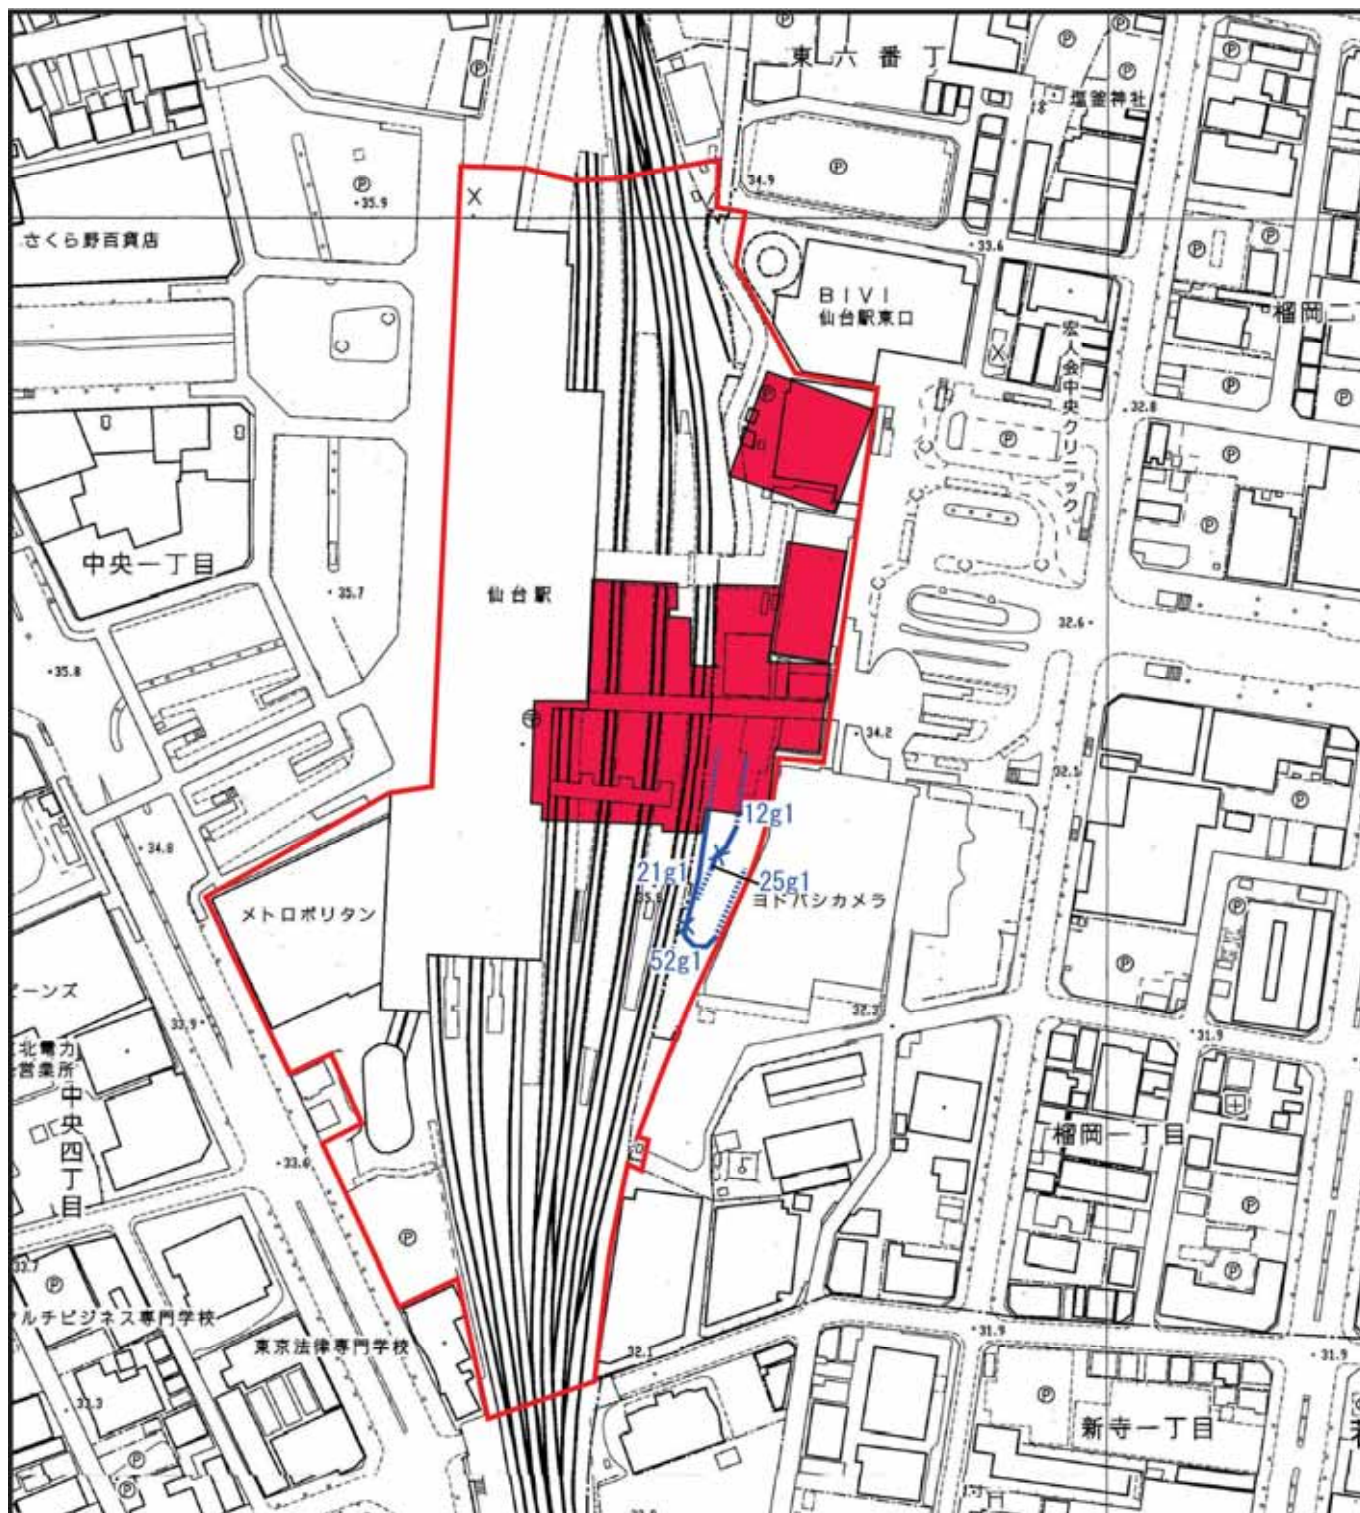 東六番丁
塩釜神社
34.9
35.9
さくら野百貨店
33.6
BIVI
仙台駅東口
榴岡二
宏人会中央クリニック
32.8
中央一丁目
仙台駅
35.7
32.6
35.8
34.2
32.5
12g1
34.8
21g1
25g1
ヨドバシカメラ
メトロポリタン
52g1
ビーンズ
32.3
33.9
31.9
北電力
営業所
中央四丁目
榴岡一丁目
33.6
33.7
ルチビジネス専門学校
東京法律専門学校
32.1
31.9
31.9
33.3
新寺一丁目